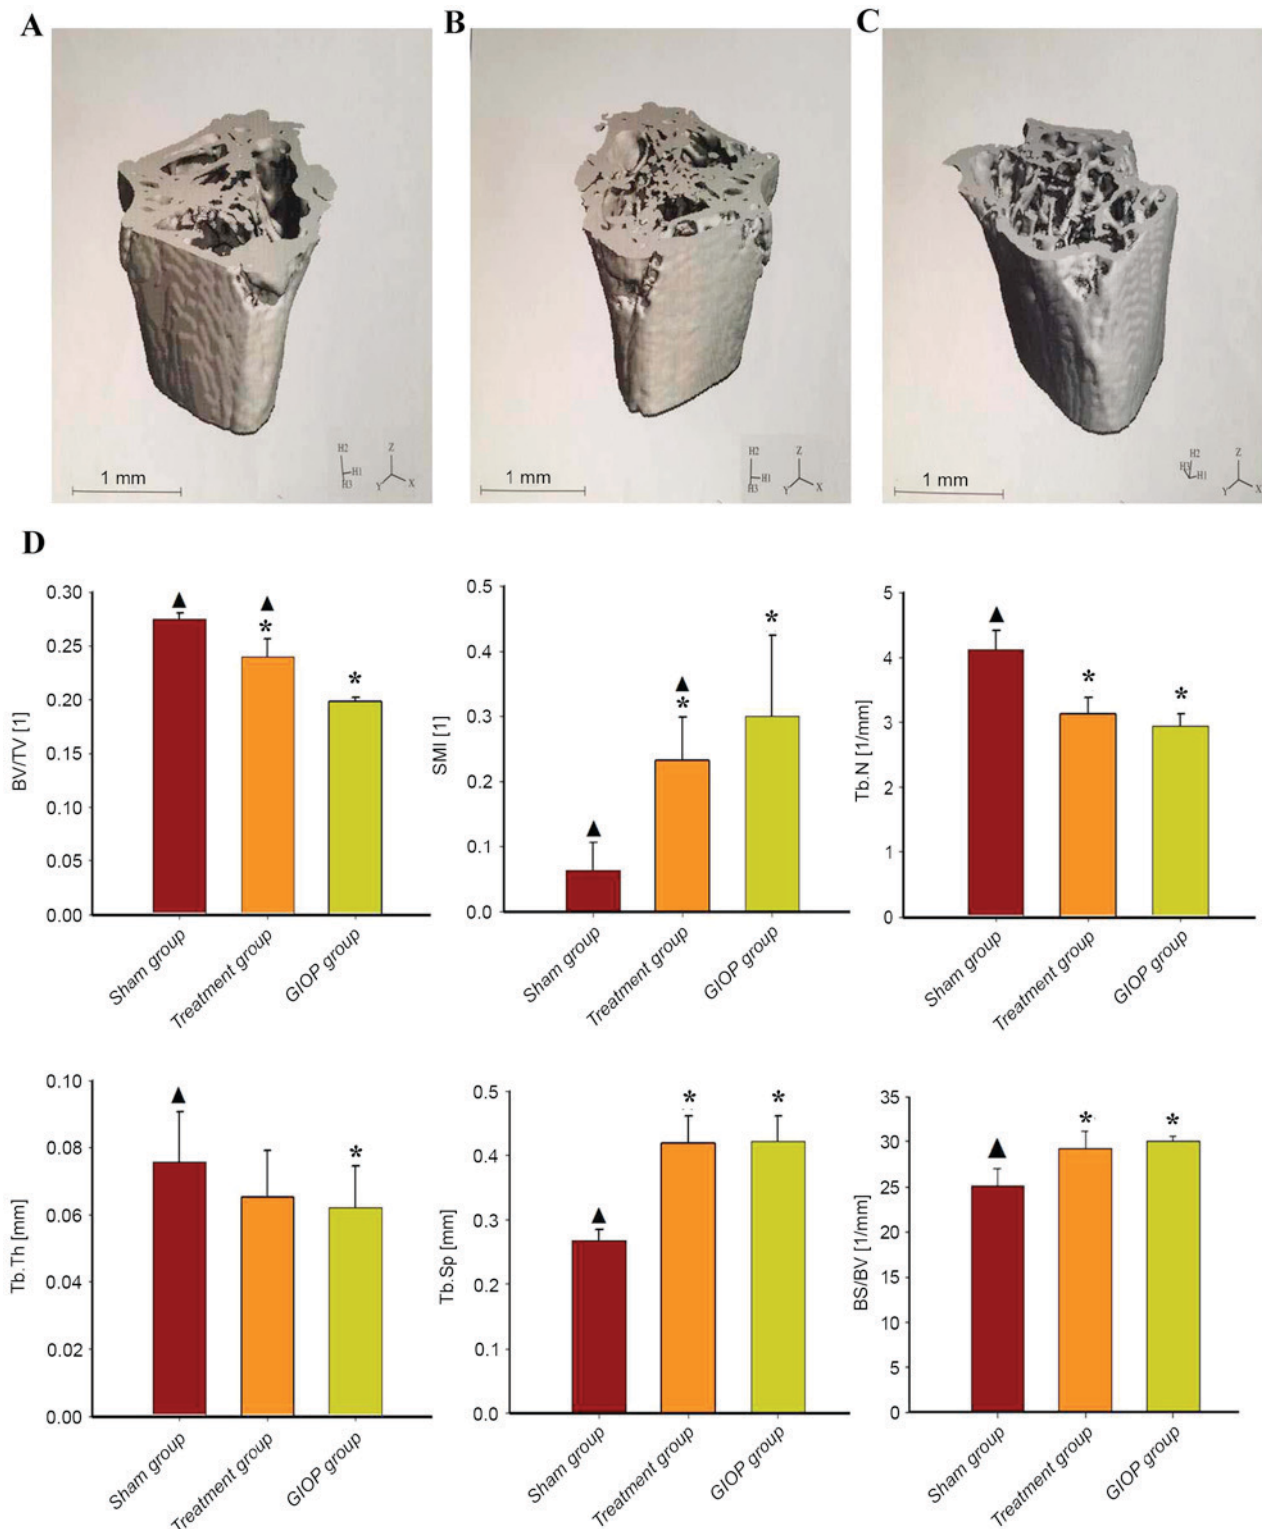 A
B
C
H2
H1
H3
Z
X
Y
1 mm
H2
H1
H3
Z
X
Y
1 mm
H2
H3
H1
Z
X
Y
1 mm
D
0.30
0.25
0.20
0.15
0.10
0.05
0.00
BV/TV [1]
▲
▲
*
*
Sham group
Treatment group
GIOP group
0.5
0.4
0.3
0.2
0.1
0.0
SMI [1]
▲
▲
*
*
Sham group
Treatment group
GIOP group
5
4
3
2
1
0
Tb.N [1/mm]
▲
*
*
Sham group
Treatment group
GIOP group
0.10
0.08
0.06
0.04
0.02
0.00
Tb.Th [mm]
▲
*
Sham group
Treatment group
GIOP group
0.5
0.4
0.3
0.2
0.1
0.0
Tb.Sp [mm]
▲
*
*
Sham group
Treatment group
GIOP group
35
30
25
20
15
10
5
0
BS/BV [1/mm]
▲
*
*
Sham group
Treatment group
GIOP group